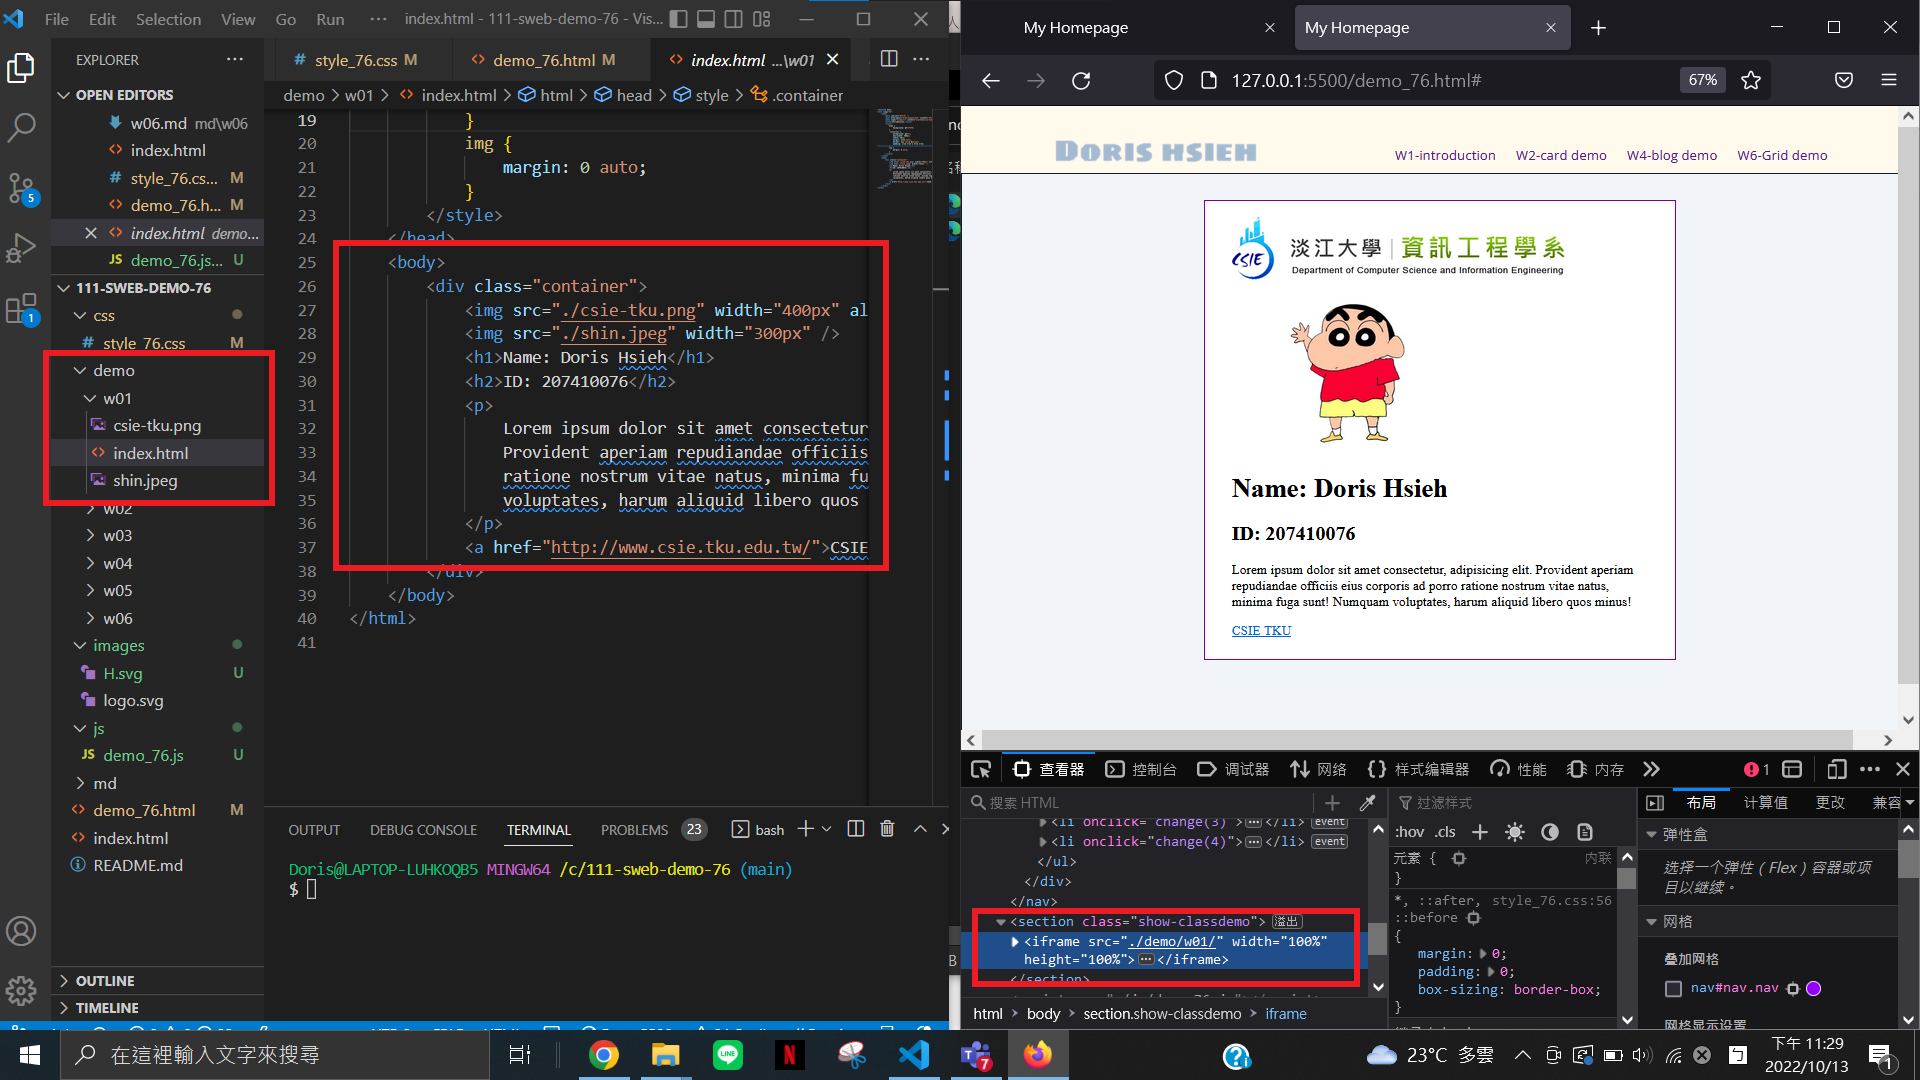 File Edit Selection View Go Run ··· index.html - 111-sweb-demo-76 - Vis...
EXPLORER ···
OPEN EDITORS
w06.md md\w06
index.html
# style_76.cs... M
demo_76.h... M
index.html demo...
JS demo_76.js... U
111-SWEB-DEMO-76
css
# style_76.css M
demo
w01
csie-tku.png
index.html
shin.jpeg
w02
w03
w04
w05
w06
images
H.svg U
logo.svg
js
JS demo_76.js U
md
demo_76.html M
index.html
README.md
OUTLINE
TIMELINE
5
1
# style_76.css M
demo_76.html M
index.html ...\w01
demo > w01 > index.html > html > head > style > .container
19 }
20 img {
21 margin: 0 auto;
22 }
23 </style>
24 </head>
25 <body>
26 <div class="container">
27 <img src="./csie-tku.png" width="400px" al
28 <img src="./shin.jpeg" width="300px" />
29 <h1>Name: Doris Hsieh</h1>
30 <h2>ID: 207410076</h2>
31 <p>
32 Lorem ipsum dolor sit amet consectetur
33 Provident aperiam repudiandae officiis
34 ratione nostrum vitae natus, minima fu
35 voluptates, harum aliquid libero quos
36 </p>
37 <a href="http://www.csie.tku.edu.tw/">CSIE
38 </div>
39 </body>
40 </html>
41
OUTPUT DEBUG CONSOLE TERMINAL PROBLEMS 23 bash
Doris@LAPTOP-LUHKOQB5 MINGW64 /c/111-sweb-demo-76 (main)
$
My Homepage
My Homepage
127.0.0.1:5500/demo_76.html# 67%
DORIS HSIEH
W1-introduction W2-card demo W4-blog demo W6-Grid demo
CSIE
淡江大學 | 資訊工程學系
Department of Computer Science and Information Engineering
Name: Doris Hsieh
ID: 207410076
Lorem ipsum dolor sit amet consectetur, adipisicing elit. Provident aperiam
repudiandae officiis eius corporis ad porro ratione nostrum vitae natus,
minima fuga sunt! Numquam voluptates, harum aliquid libero quos minus!
CSIE TKU
查看器 控制台 调试器 网络 样式编辑器 性能 内存 1
搜索 HTML
<li onclick="change(3)"></li> event
<li onclick="change(4)"></li> event
</ul>
</div>
</nav>
<section class="show-classdemo"> 溢出
<iframe src="./demo/w01/" width="100%"
height="100%"></iframe>
</section>
html > body > section.show-classdemo > iframe
过滤样式
:hov .cls
元素 { 内联
}
*, ::after, style_76.css:56
::before
{
margin: 0;
padding: 0;
box-sizing: border-box;
}
布局 计算值 更改 兼容
弹性盒
选择一个弹性 ( Flex ) 容器或项
目以继续。
网格
叠加网格
nav#nav.nav
网格显示设置
在這裡輸入文字來搜尋
LINE
N
7
23°C 多雲
下午 11:29
2022/10/13
1